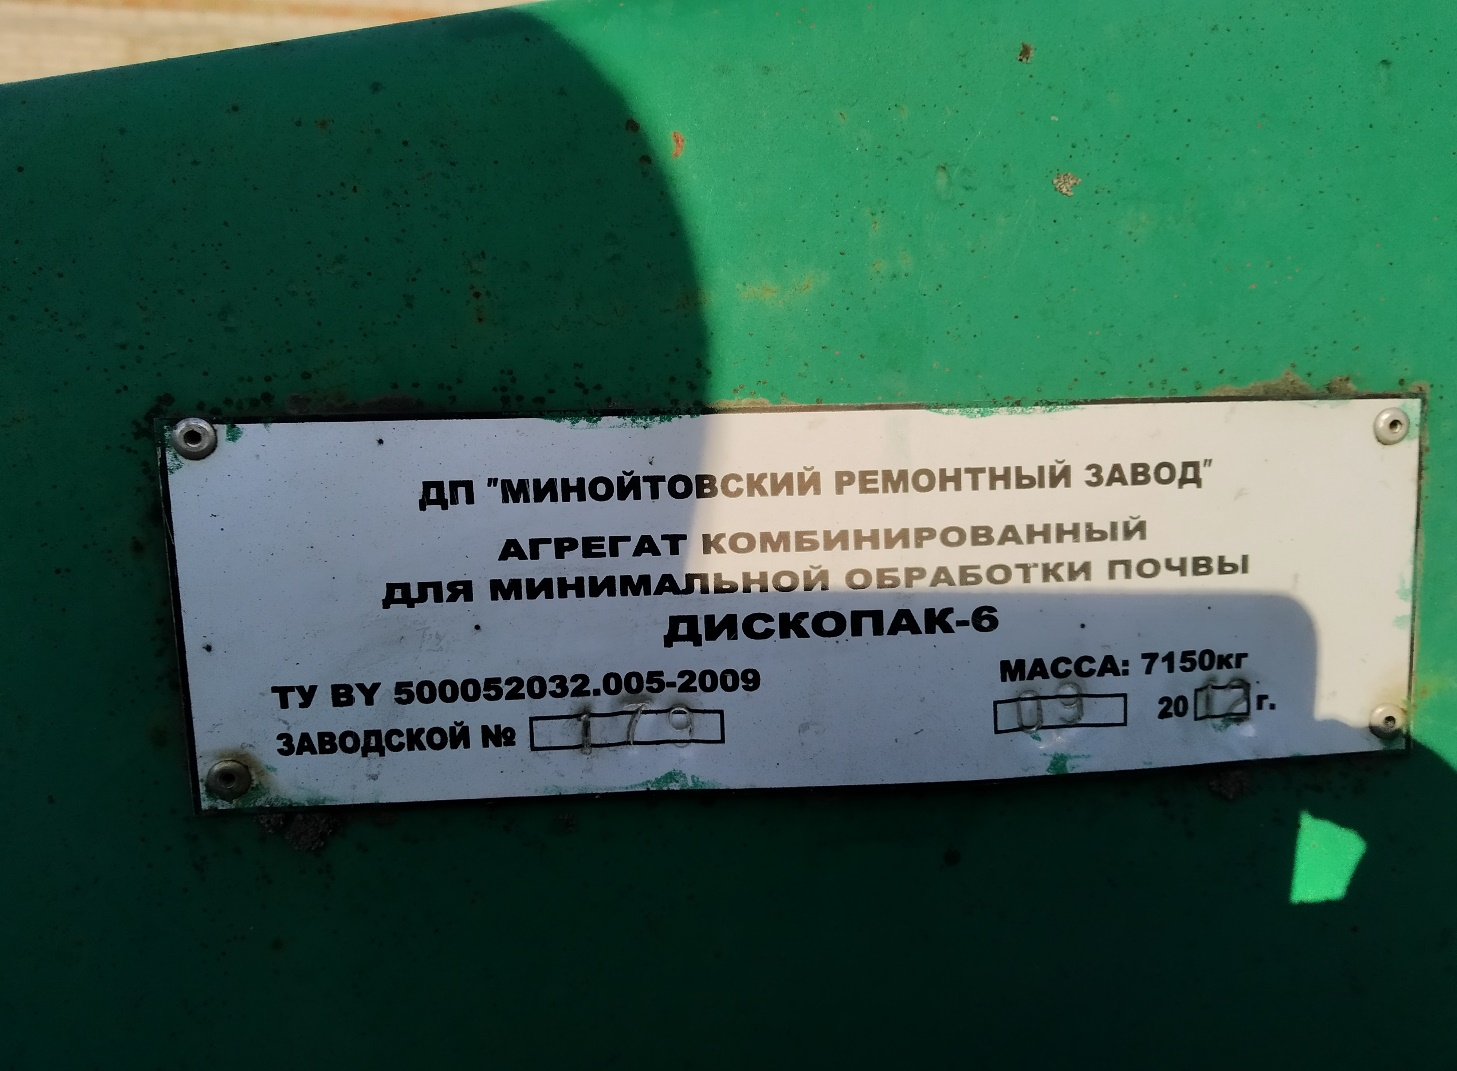 ДП "МИНОЙТОВСКИЙ РЕМОНТНЫЙ ЗАВОД"
АГРЕГАТ КОМБИНИРОВАННЫЙ
ДЛЯ МИНИМАЛЬНОЙ ОБРАБОТКИ ПОЧВЫ
ДИСКОПАК-6
ТУ BY 500052032.005-2009
МАССА: 7150кг
ЗАВОДСКОЙ № 179
09 2012 г.